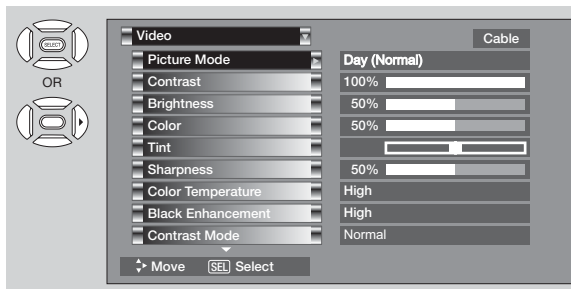 SELECT
OR
Video
Cable
Picture Mode Day (Normal)
Contrast 100%
Brightness 50%
Color 50%
Tint
Sharpness 50%
Color Temperature High
Black Enhancement High
Contrast Mode Normal
Move SEL Select